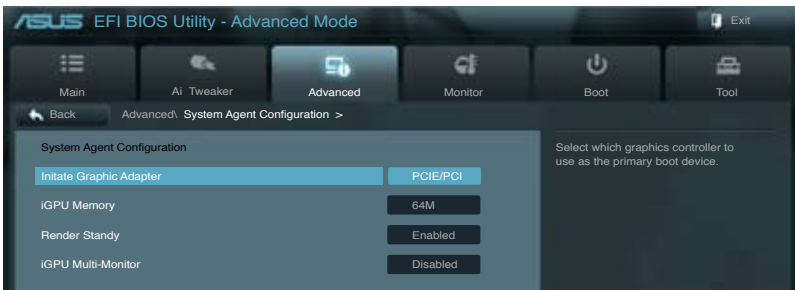 ASUS EFI BIOS Utility - Advanced Mode
Exit
Main Ai Tweaker Advanced Monitor Boot Tool
Back Advanced\ System Agent Configuration >
System Agent Configuration
Initate Graphic Adapter PCIE/PCI
iGPU Memory 64M
Render Standy Enabled
iGPU Multi-Monitor Disabled
Select which graphics controller to
use as the primary boot device.